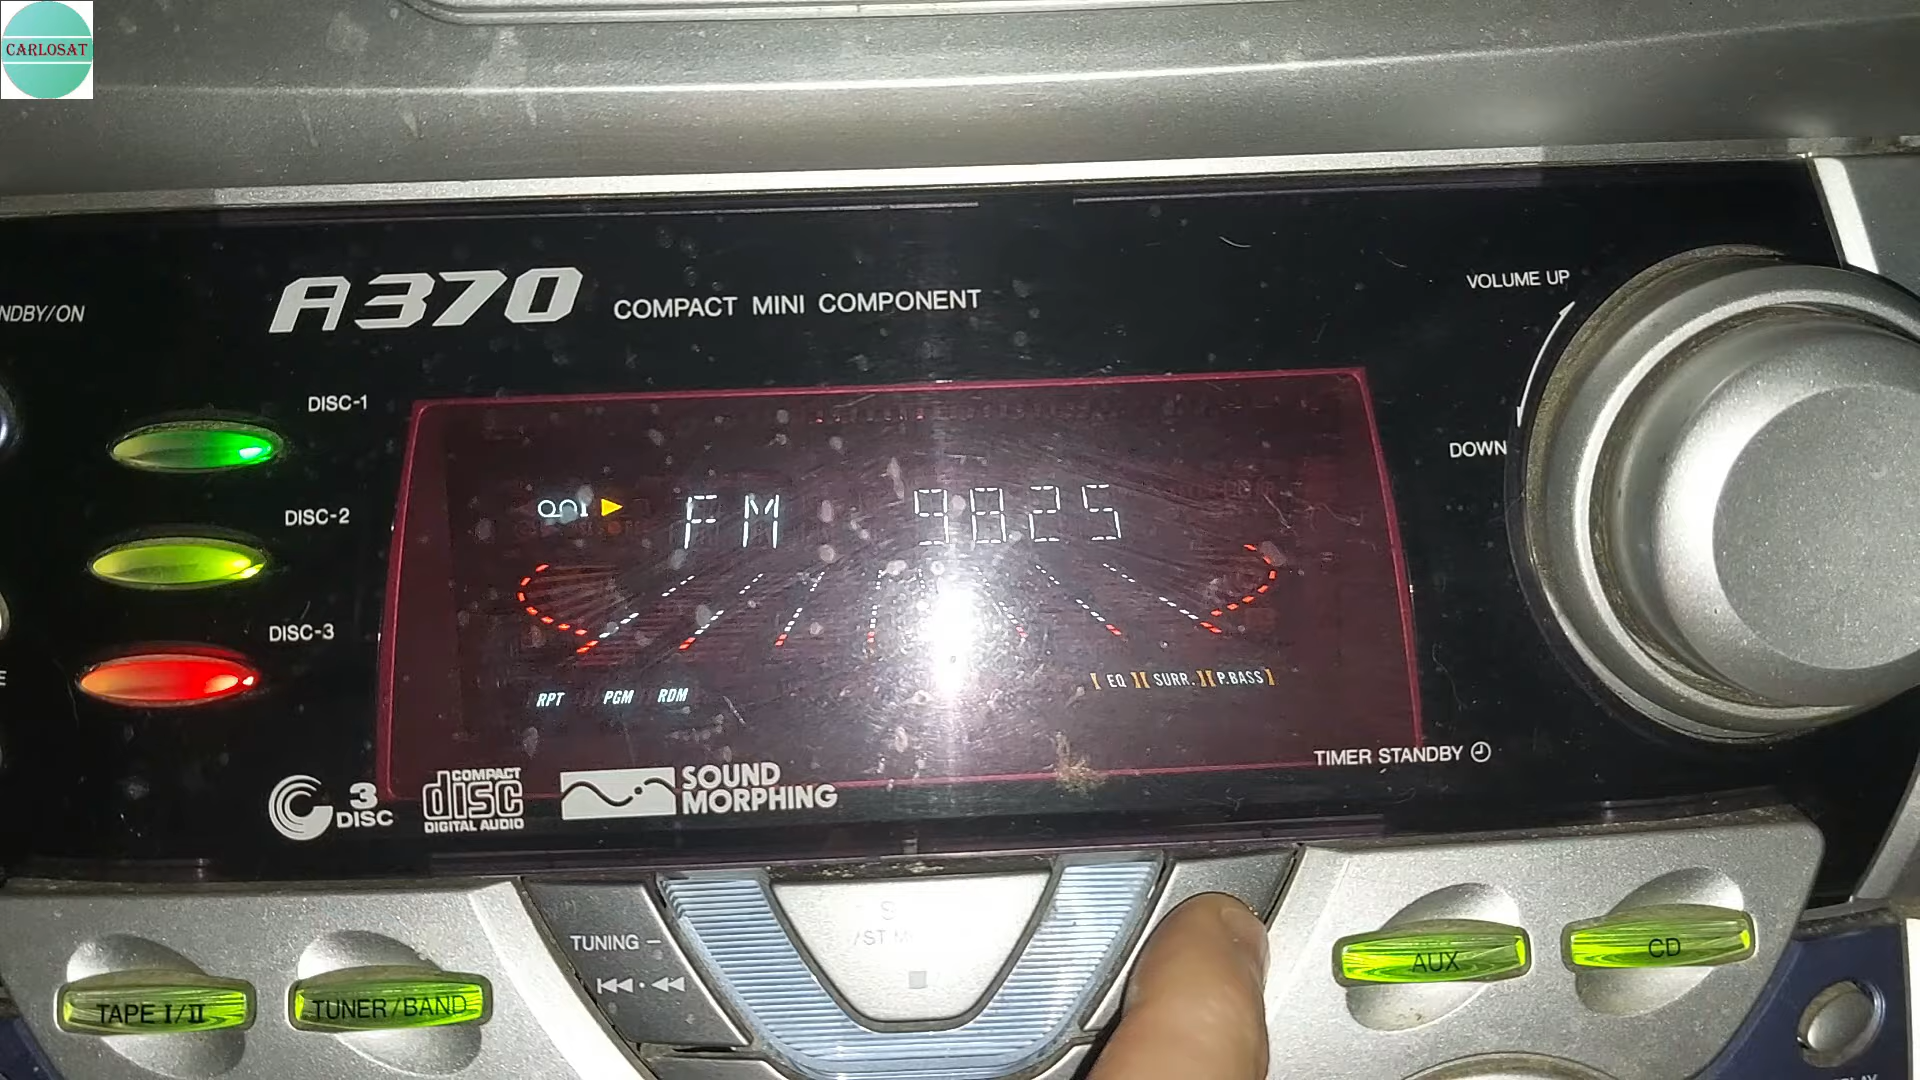 CARLOSAT
NDBY/ON
A370 COMPACT MINI COMPONENT
VOLUME UP
DOWN
DISC-1
DISC-2
DISC-3
FM 98.25
RPT PGM RDM
EQ SURR. P.BASS
TIMER STANDBY
3 DISC
COMPACT disc DIGITAL AUDIO
SOUND MORPHING
TUNING –
/ST M
TAPE I/II
TUNER/BAND
AUX
CD